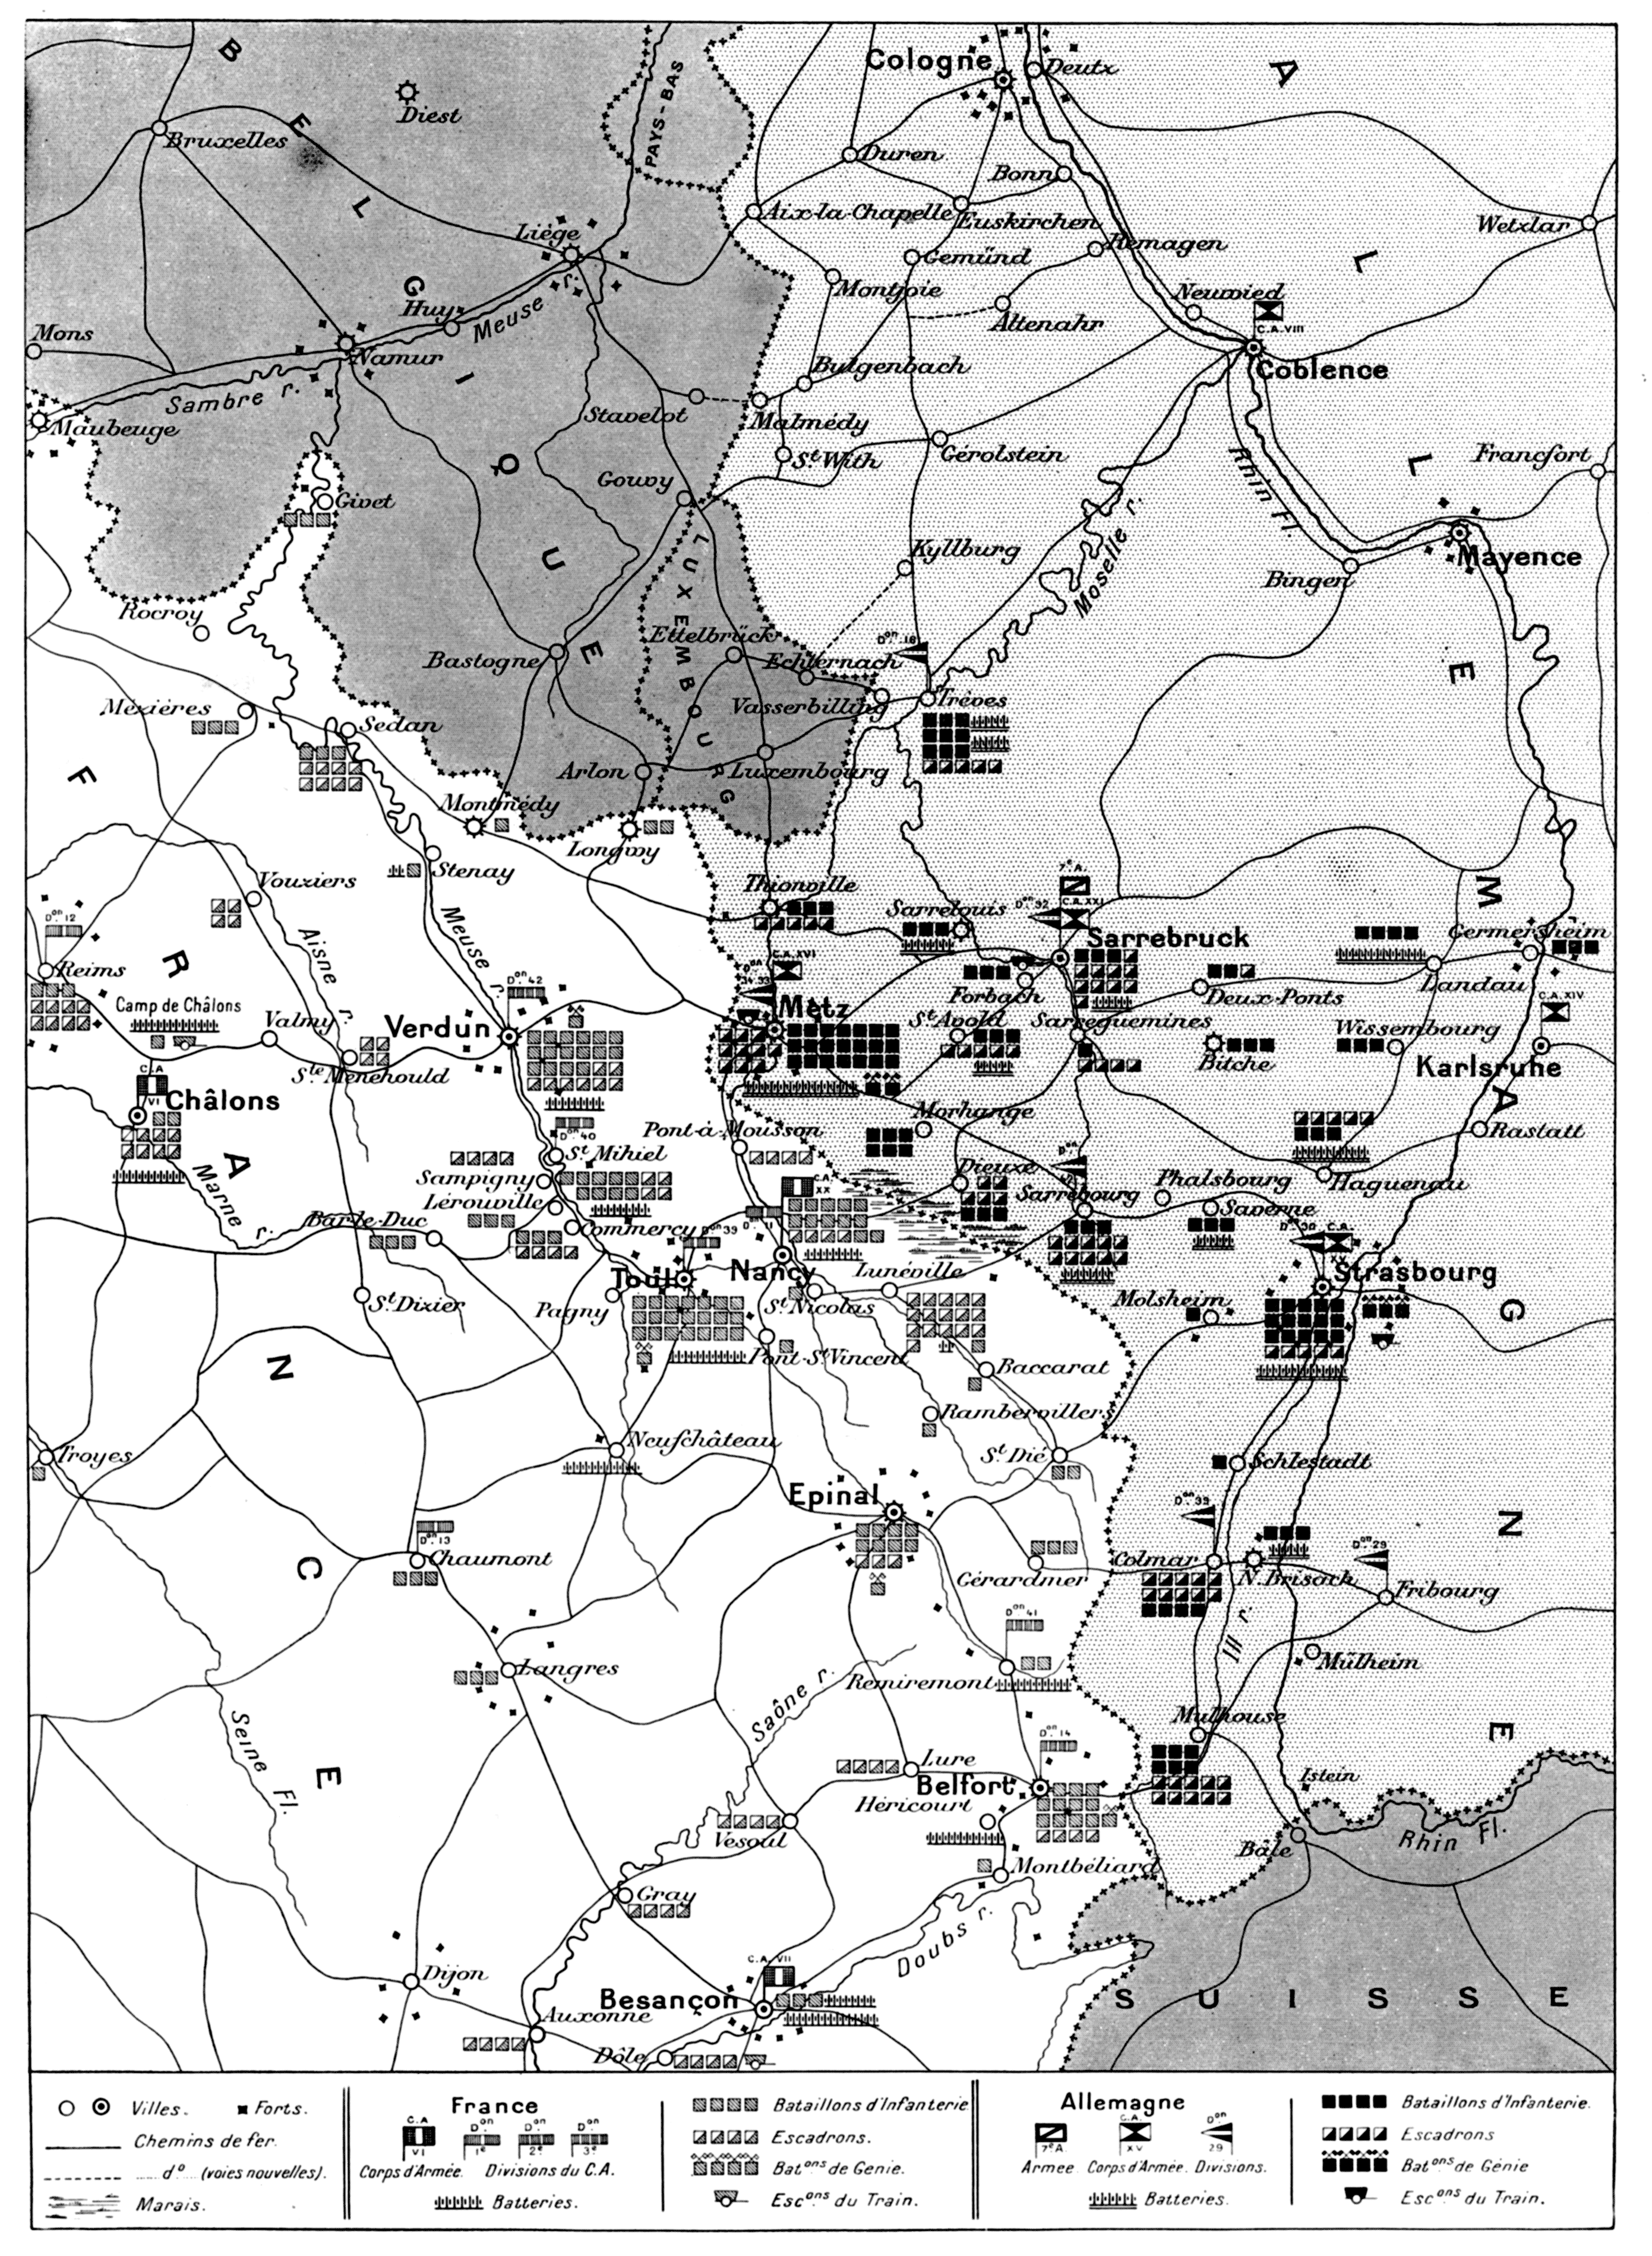 BELGIQUE
PAYS-BAS
ALLEMAGNE
FRANCE
LUXEMBOURG
SUISSE
Cologne
Deutz
Diest
Bruxelles
Duren
Bonn
Aix-la-Chapelle
Euskirchen
Wetzlar
Liége
Remagen
Gemünd
Montjoie
Neuwied
C.A.VIII
Altenahr
Huy
Meuse r.
Mons
Namur
Coblence
Sambre r.
Bulgenbach
Stavelot
Malmédy
Maubeuge
St With
Gérolstein
Francfort
Rhin Fl.
Gouvy
Givet
Moselle r.
Mayence
Kyllburg
Bingen
Rocroy
Ettelbrück
Echternach
Don 16
Bastogne
Vasserbillig
Trèves
Mézières
Sedan
Arlon
Luxembourg
Montmédy
Longwy
Stenay
Vouziers
Thionville
7e A.
C.A.XXI
Don 32
Sarrelouis
Sarrebruck
Germersheim
Don 12
Reims
Aisne r.
Meuse r.
Don 42
C.A.XVI
Don
Metz
Forbach
Deux-Ponts
Landau
C.A.XIV
Camp de Châlons
Valmy
Verdun
St Avold
Sarreguemines
Bitche
Wissembourg
Karlsruhe
Ste Menehould
C.A
VI
Châlons
Morhange
Rastatt
Don 40
St Mihiel
Pont-à-Mousson
Marne r.
Sampigny
C.A.
XX
Dieuze
Don
Sarrebourg
Phalsbourg
Haguenau
Lérouville
Saverne
Bar-le-Duc
Commercy
Don 39
Don 11
Don 30
C.A.
XV
Toul
Nancy
Lunéville
Strasbourg
St Dizier
Pagny
St Nicolas
Molsheim
Pont-St Vincent
Baccarat
Rambervillers
Troyes
Neufchâteau
St Dié
Schlestadt
Epinal
Don 39
Don 13
Chaumont
Gérardmer
Colmar
N. Brisach
Don 29
Fribourg
Don 41
Ill r.
Langres
Remiremont
Mülheim
Saône r.
Mulhouse
Seine Fl.
Don 14
Lure
Belfort
Istein
Héricourt
Vesoul
Bâle
Rhin Fl.
Montbéliard
Gray
Doubs r.
Dijon
C.A. VII
Besançon
Auxonne
Dôle
Villes.
Forts.
Chemins de fer.
do (voies nouvelles).
Marais.
France
C.A
VI
Don
1e
Don
2e
Don
3e
Corps d'Armée.
Divisions du C.A.
Batteries.
Bataillons d'Infanterie
Escadrons.
Batons de Génie.
Escons du Train.
Allemagne
7e A.
C.A.
XV
Don
29
Armée
Corps d'Armée.
Divisions.
Batteries.
Bataillons d'Infanterie.
Escadrons
Batons de Génie
Escons du Train.